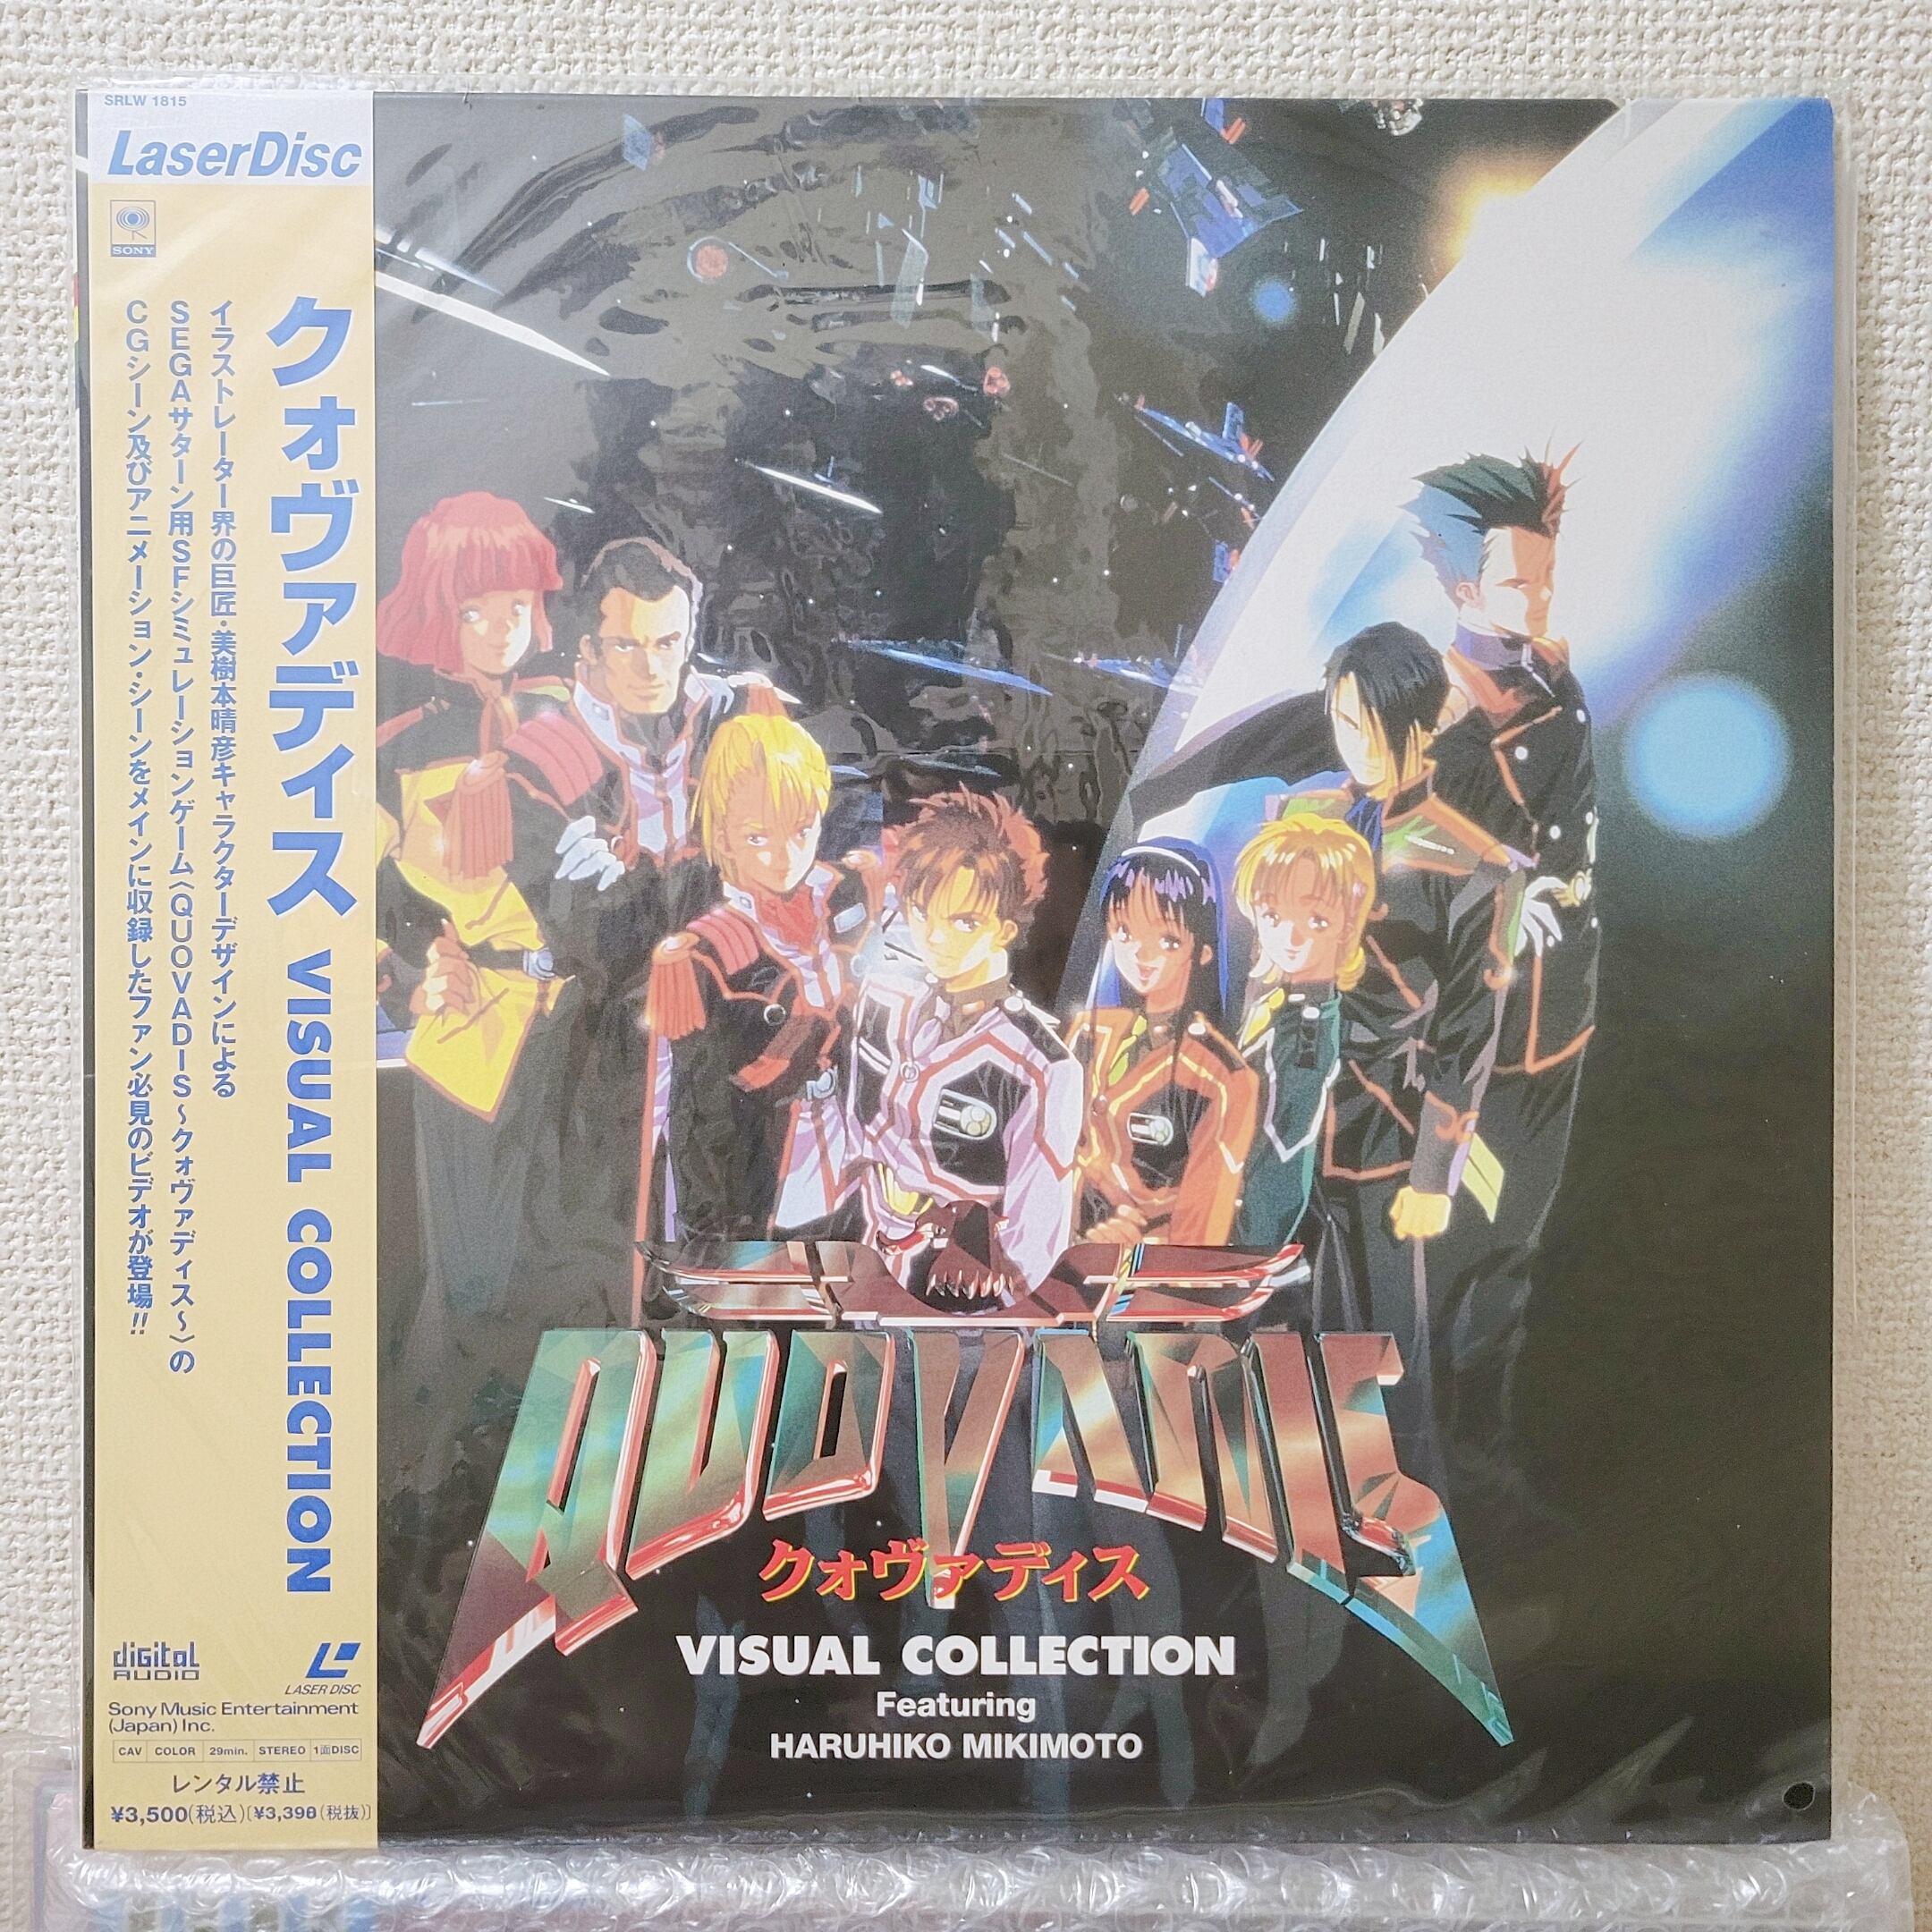 SRLW 1815
LaserDisc
SONY
クォヴァディス VISUAL COLLECTION
イラストレーター界の巨匠・美樹本晴彦キャラクターデザインによる
SEGAサターン用SFシミュレーションゲーム〈QUOVADIS～クォヴァディス～〉の
CGシーン及びアニメーション・シーンをメインに収録したファン必見のビデオが登場!!
digital
AUDIO
LASER DISC
Sony Music Entertainment
(Japan) Inc.
CAV COLOR 29min. STEREO 1面DISC
レンタル禁止
¥3,500(税込)[¥3,398(税抜)]
QUOVADIS
クォヴァディス
VISUAL COLLECTION
Featuring
HARUHIKO MIKIMOTO